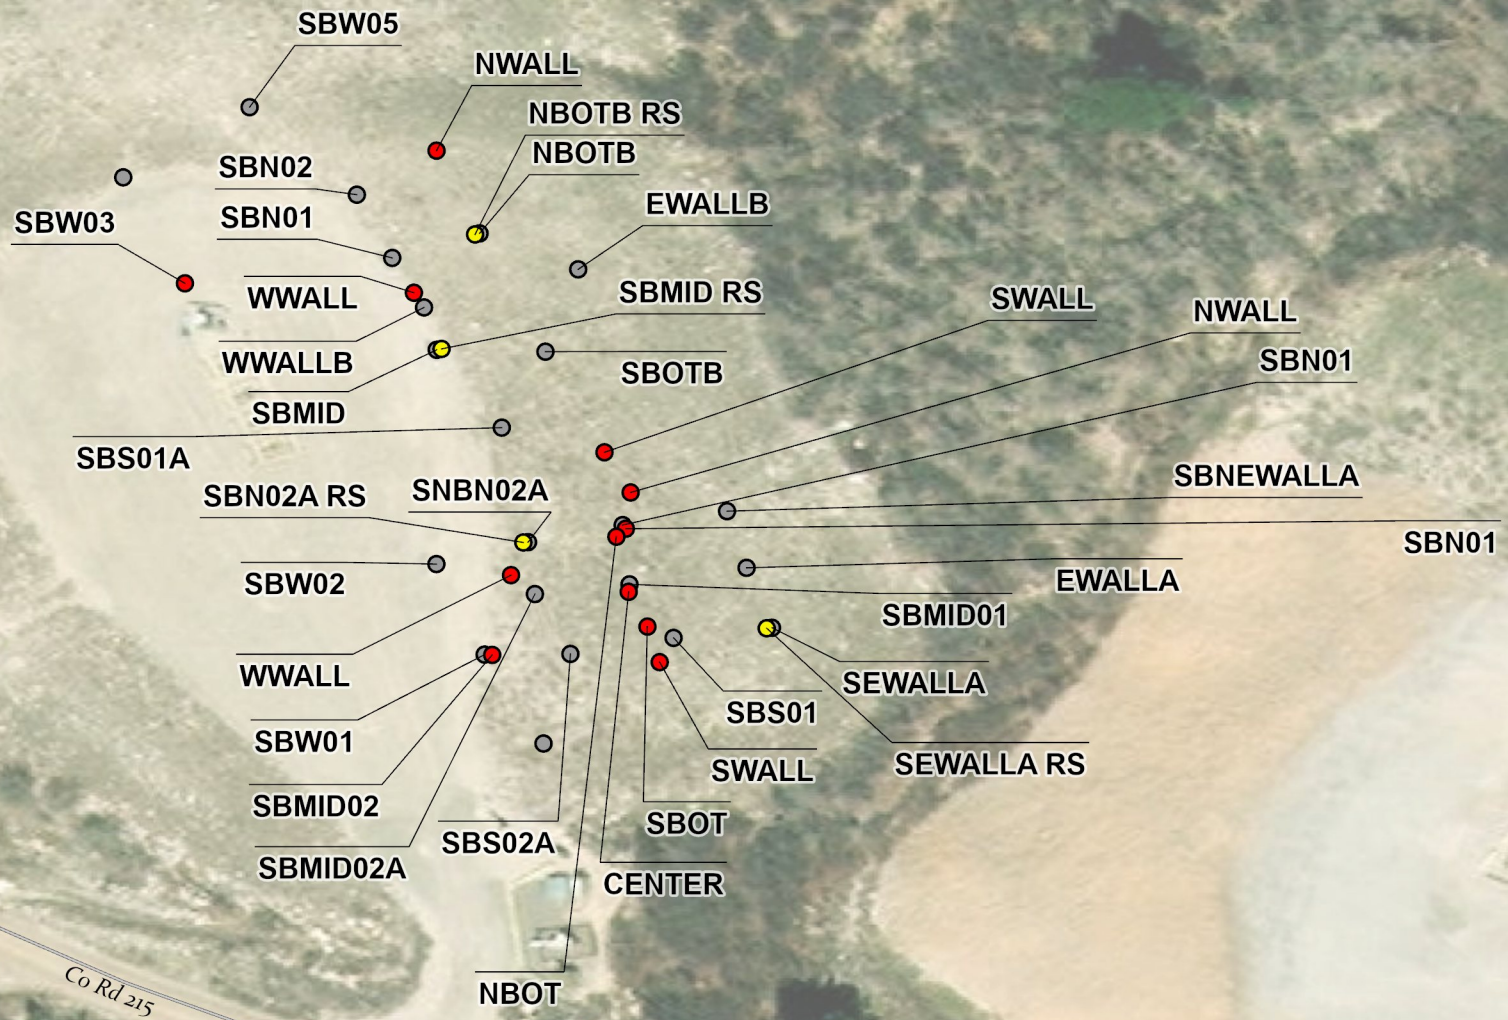 SBW05
NWALL
NBOTB RS
NBOTB
SBN02
EWALLB
SBN01
SBW03
SBMID RS
WWALL
SWALL
NWALL
WWALLB
SBN01
SBOTB
SBMID
SBS01A
SBNEWALLA
SBN02A RS
SNBN02A
SBN01
SBW02
EWALLA
SBMID01
WWALL
SEWALLA
SBS01
SBW01
SEWALLA RS
SWALL
SBMID02
SBOT
SBS02A
SBMID02A
CENTER
NBOT
Co Rd 215